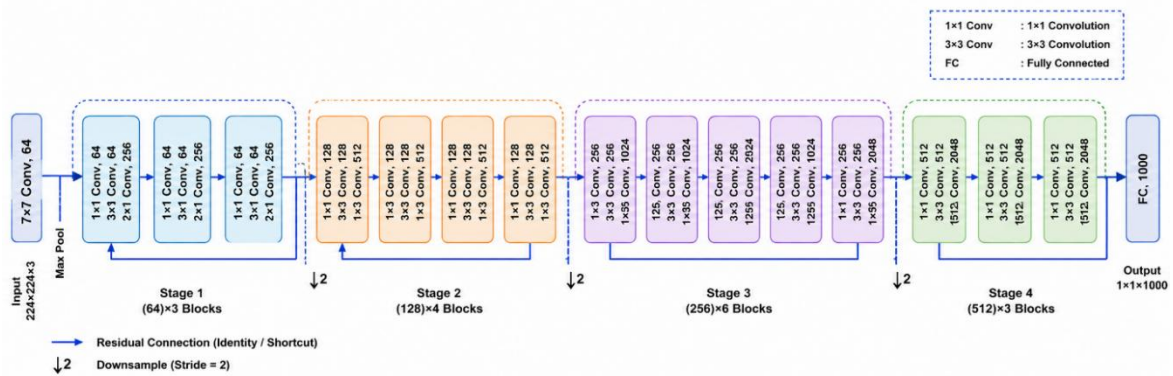 1×1 Conv : 1×1 Convolution
3×3 Conv : 3×3 Convolution
FC : Fully Connected
7×7 Conv, 64
Input
224×224×3
Max Pool
1×1 Conv, 64
3×1 Conv, 64
2×1 Conv, 256
1×1 Conv, 64
3×1 Conv, 64
2×1 Conv, 256
1×1 Conv, 64
3×1 Conv, 64
2×1 Conv, 256
Stage 1
(64)×3 Blocks
↓2
1×1 Conv, 128
3×3 Conv, 128
1×3 Conv, 512
1×3 Conv, 128
3×3 Conv, 128
1×3 Conv, 512
1×1 Conv, 128
3×3 Conv, 128
1×3 Conv, 512
1×1 Conv, 128
3×3 Conv, 128
1×3 Conv, 512
Stage 2
(128)×4 Blocks
↓2
1×3 Conv, 256
3×3 Conv, 256
1×35 Conv, 1024
125, Conv, 256
3×3 Conv, 256
1×35 Conv, 1024
125, Conv, 256
3×3 Conv, 256
1255 Conv, 2024
125, Conv, 256
3×3 Conv, 256
1255 Conv, 1024
1×1 Conv, 256
3×3 Conv, 256
1×35 Conv, 2048
Stage 3
(256)×6 Blocks
↓2
1×1 Conv, 512
3×3 Conv, 512
1512, Conv, 2048
1×1 Conv, 512
3×3 Conv, 512
1512, Conv, 2048
1×1 Conv, 512
3×3 Conv, 512
1512, Conv, 2048
Stage 4
(512)×3 Blocks
FC, 1000
Output
1×1×1000
Residual Connection (Identity / Shortcut)
↓2 Downsample (Stride = 2)